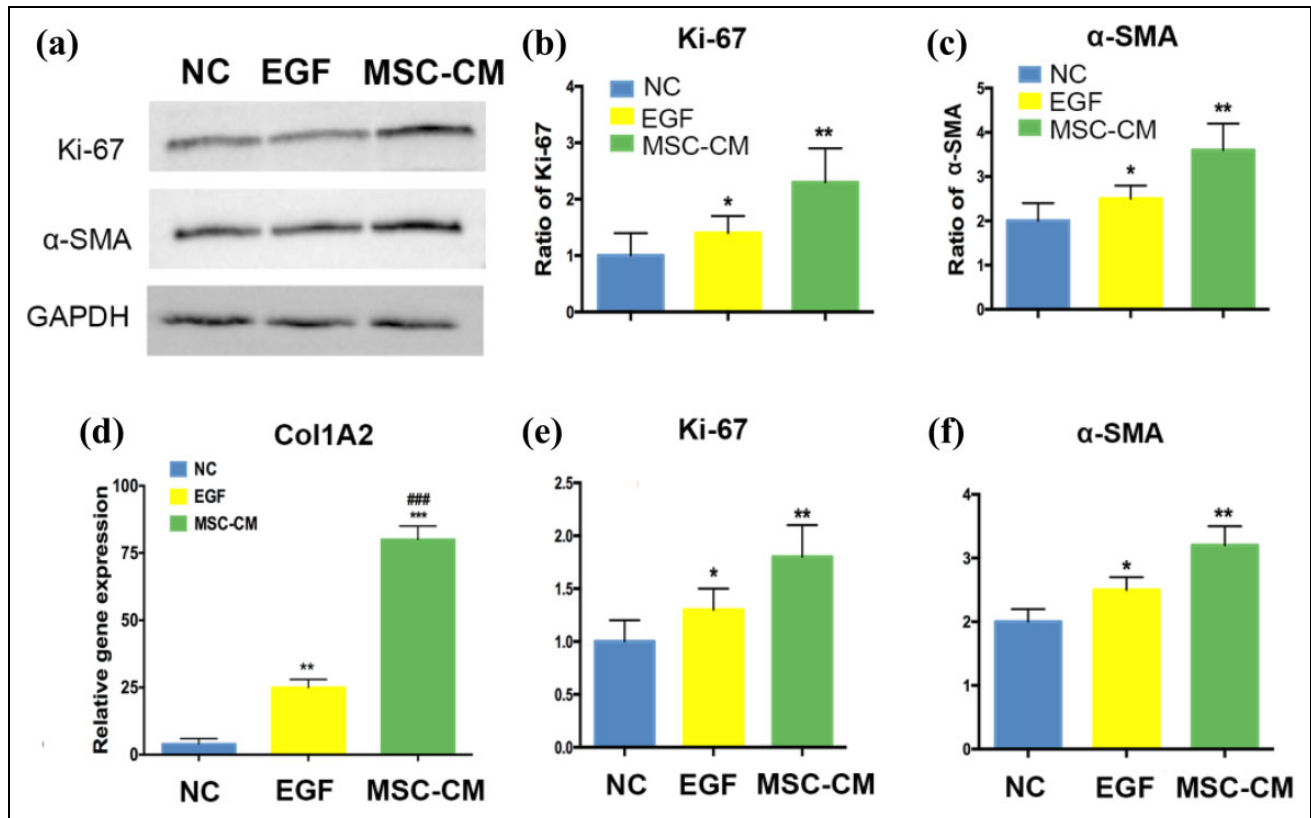 (a)
NC EGF MSC-CM
Ki-67
α-SMA
GAPDH
(b)
Ki-67
NC
EGF
MSC-CM
Ratio of Ki-67
4
3
2
1
0
*
**
(c)
α-SMA
NC
EGF
MSC-CM
Ratio of α-SMA
5
4
3
2
1
0
*
**
(d)
Col1A2
NC
EGF
MSC-CM
Relative gene expression
100
75
50
25
0
**
###
***
NC EGF MSC-CM
(e)
Ki-67
2.5
2.0
1.5
1.0
0.5
0.0
*
**
NC EGF MSC-CM
(f)
α-SMA
4
3
2
1
0
*
**
NC EGF MSC-CM